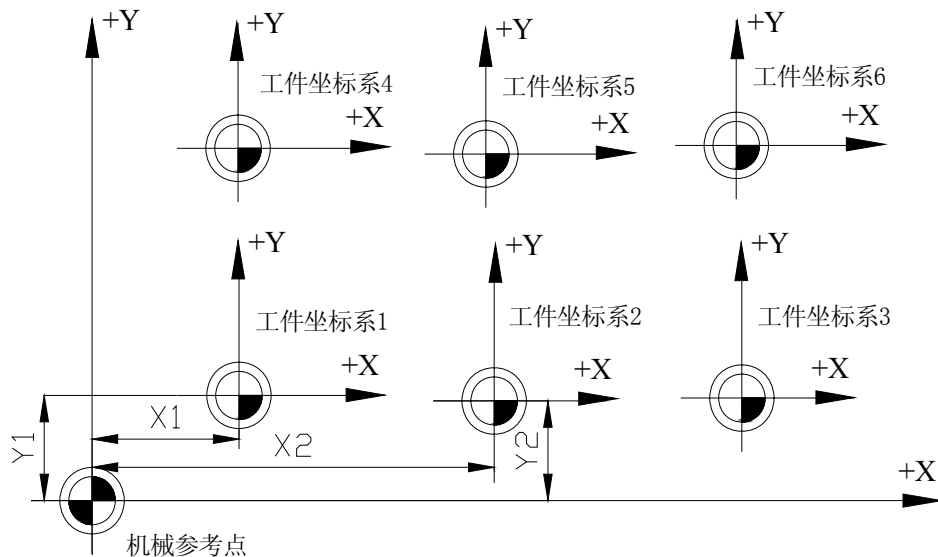 +Y
+Y
+Y
+Y
工件坐标系4
工件坐标系5
工件坐标系6
+X
+X
+X
+Y
+Y
+Y
工件坐标系1
工件坐标系2
工件坐标系3
+X
+X
+X
X1
X2
Y1
Y2
+X
机械参考点